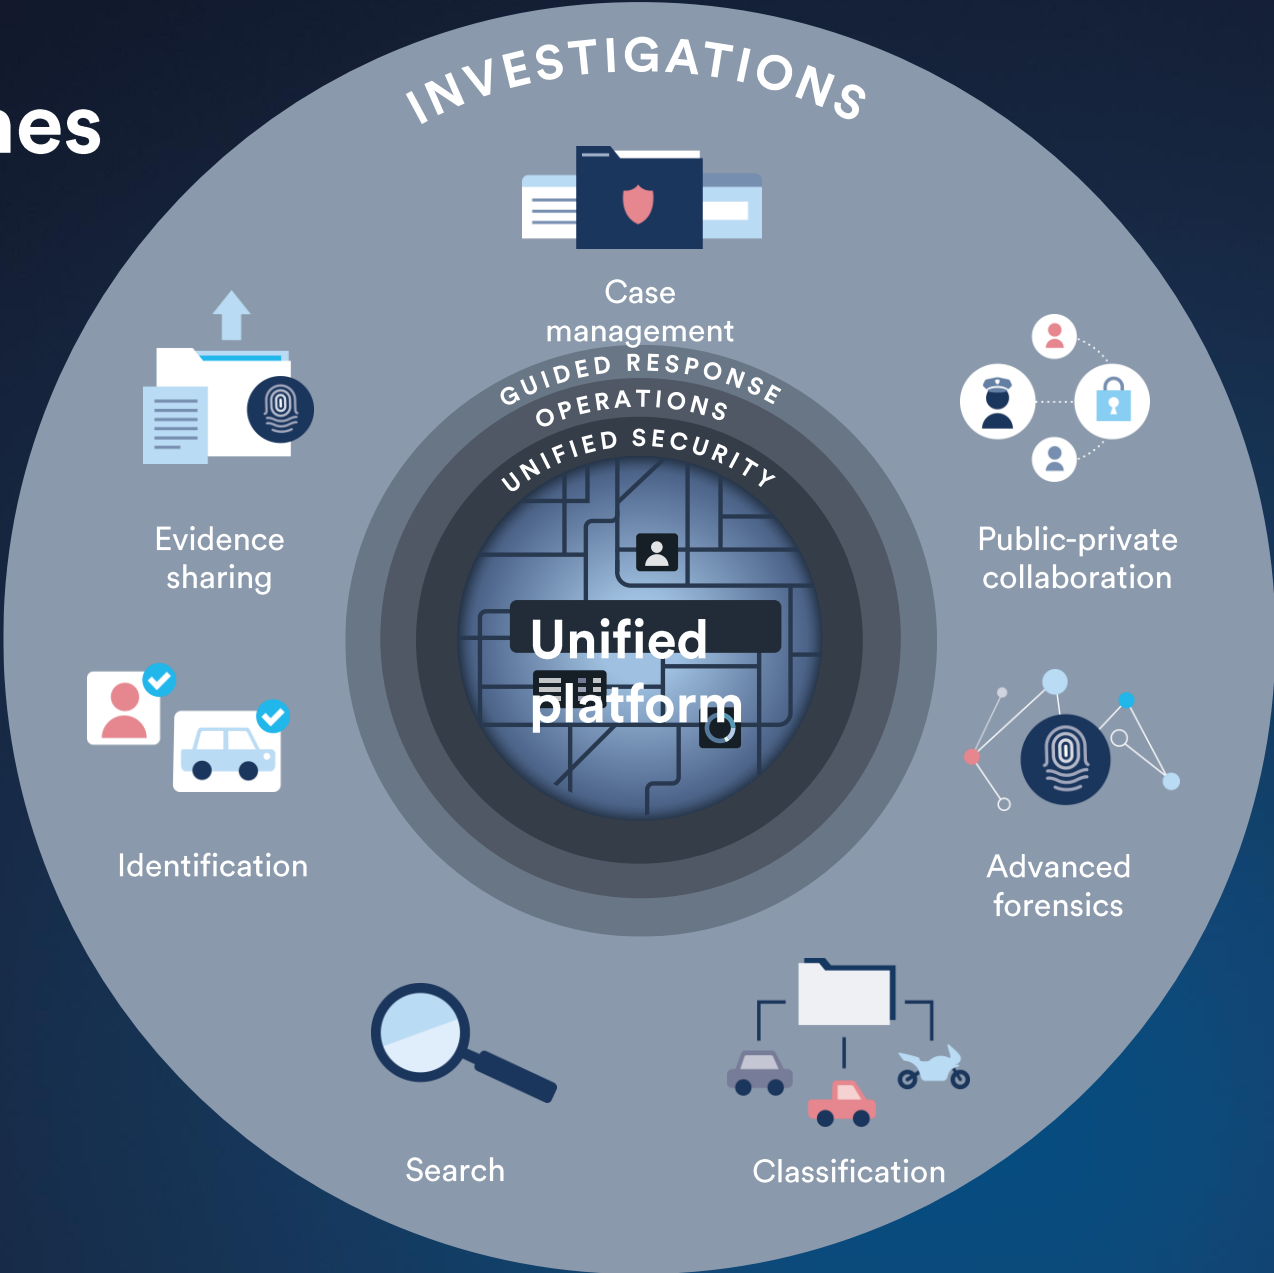 INVESTIGATIONS
Case
management
GUIDED RESPONSE
OPERATIONS
UNIFIED SECURITY
Unified
platform
Evidence
sharing
Public-private
collaboration
Identification
Advanced
forensics
Search
Classification